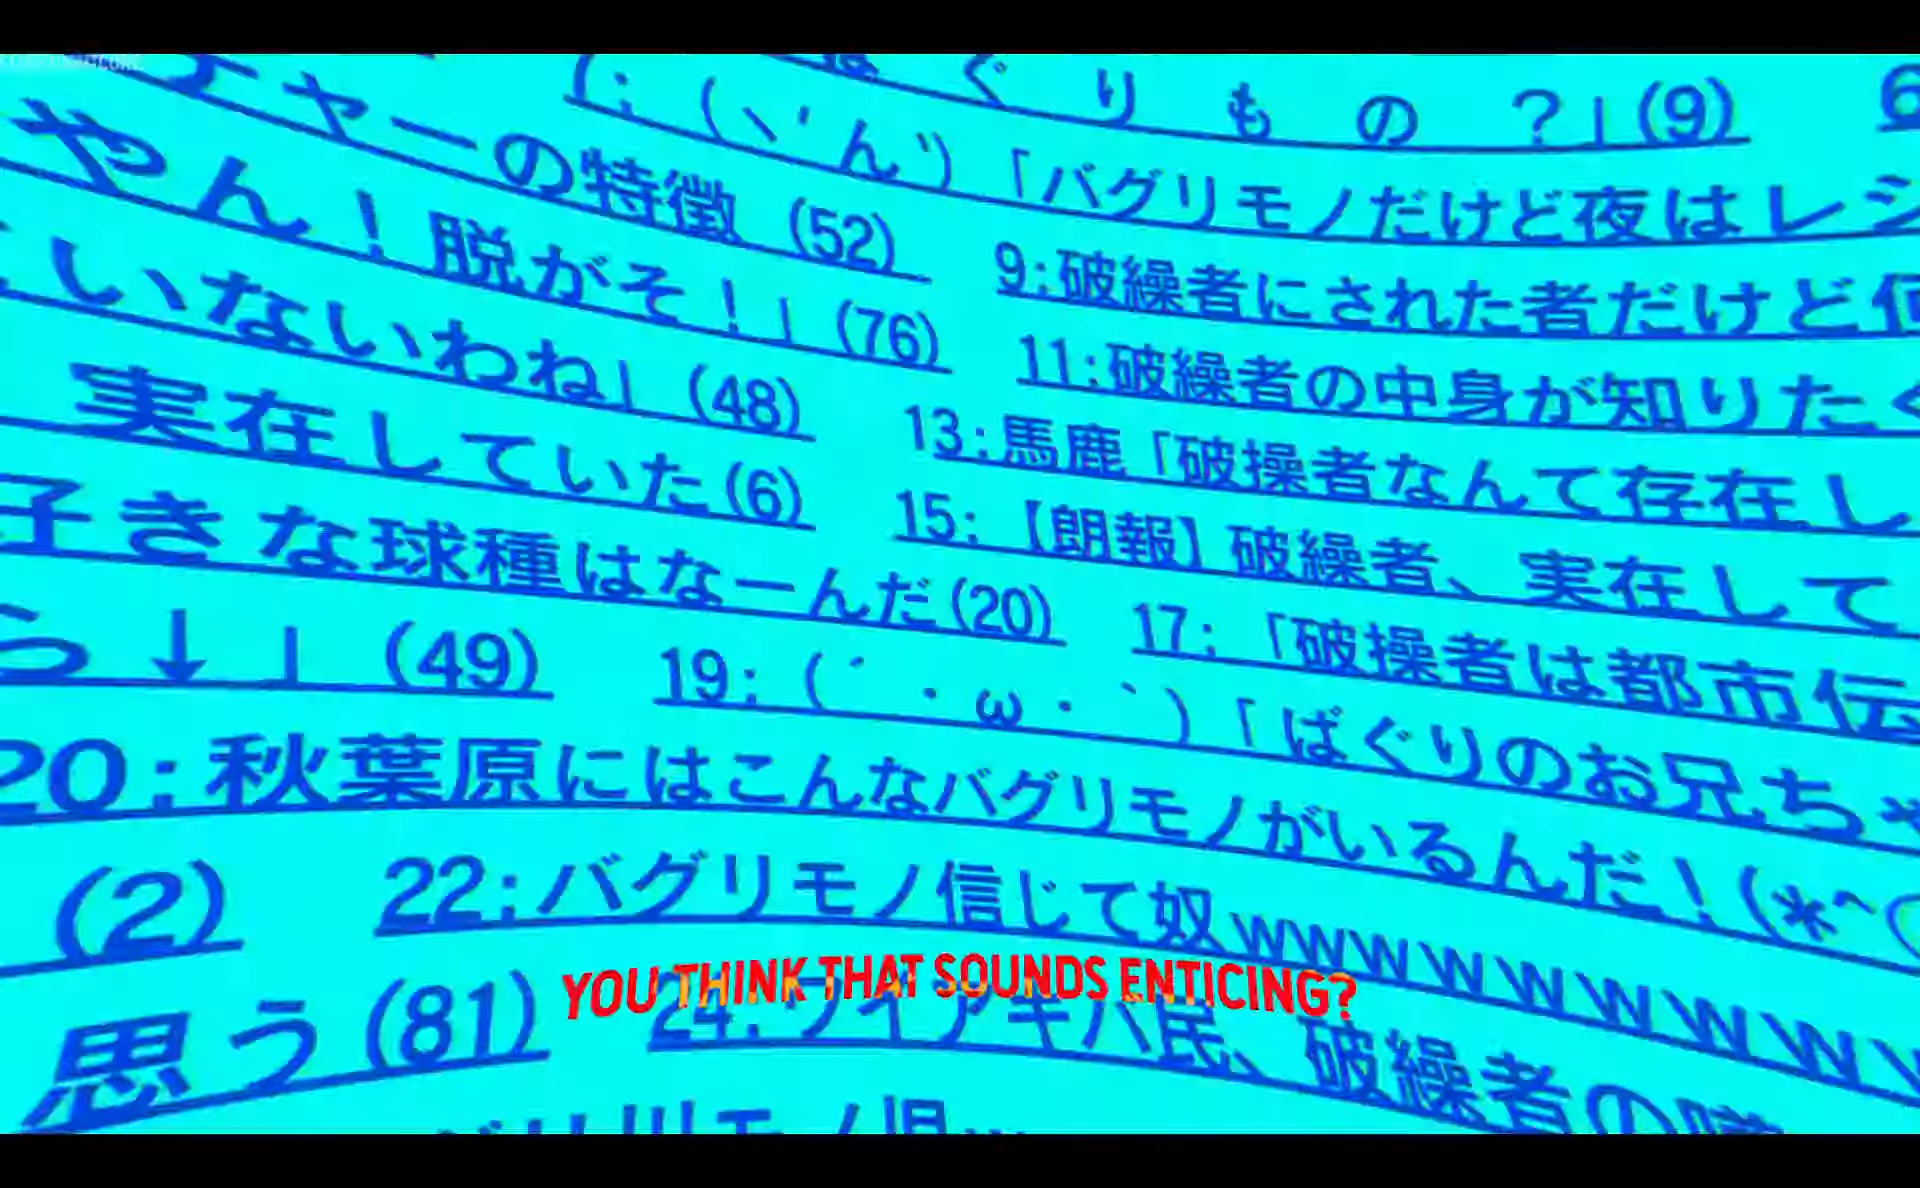 ぐりもの？」(9)
ャーの特徴 (52)
(ヽ'ん')「バグリモノだけど夜はレジ
やん！脱がそ！」(76)
9:破繰者にされた者だけど何
しいないわね」(48)
11:破繰者の中身が知りたく
実在していた(6)
13:馬鹿「破操者なんて存在し
好きな球種はなーんだ(20)
15:【朗報】破繰者、実在して
ら↓」(49)
17:「破操者は都市伝
19:(´・ω・`)「ばぐりのお兄ちゃ
20:秋葉原にはこんなバグリモノがいるんだ！(*^
(2)
22:バグリモノ信じて奴wwwwwwwww
思う(81)
24:ワイアキバ民、破繰者の噂
YOU THINK THAT SOUNDS ENTICING?